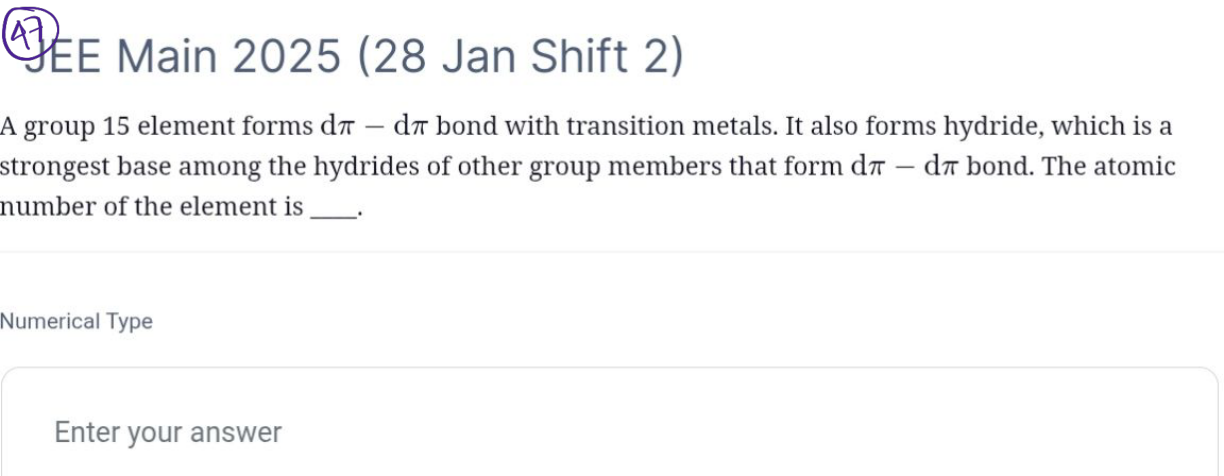 47
JEE Main 2025 (28 Jan Shift 2)
A group 15 element forms dπ − dπ bond with transition metals. It also forms hydride, which is a
strongest base among the hydrides of other group members that form dπ − dπ bond. The atomic
number of the element is ____.
Numerical Type
Enter your answer